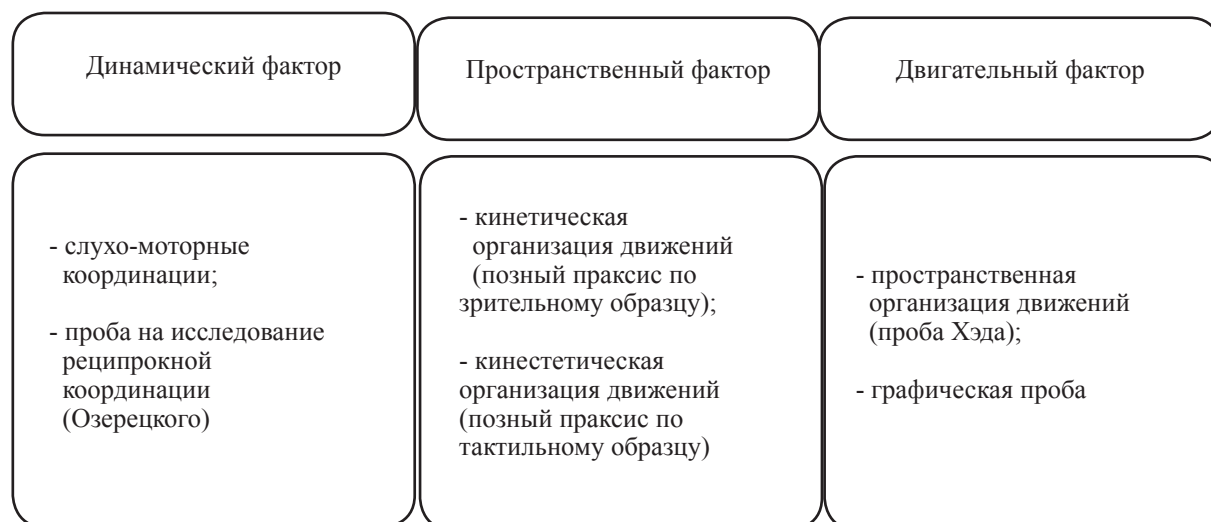 Динамический фактор
Пространственный фактор
Двигательный фактор
- слухо-моторные
координации;
- проба на исследование
реципрокной
координации
(Озерецкого)
- кинетическая
организация движений
(позный праксис по
зрительному образцу);
- кинестетическая
организация движений
(позный праксис по
тактильному образцу)
- пространственная
организация движений
(проба Хэда);
- графическая проба